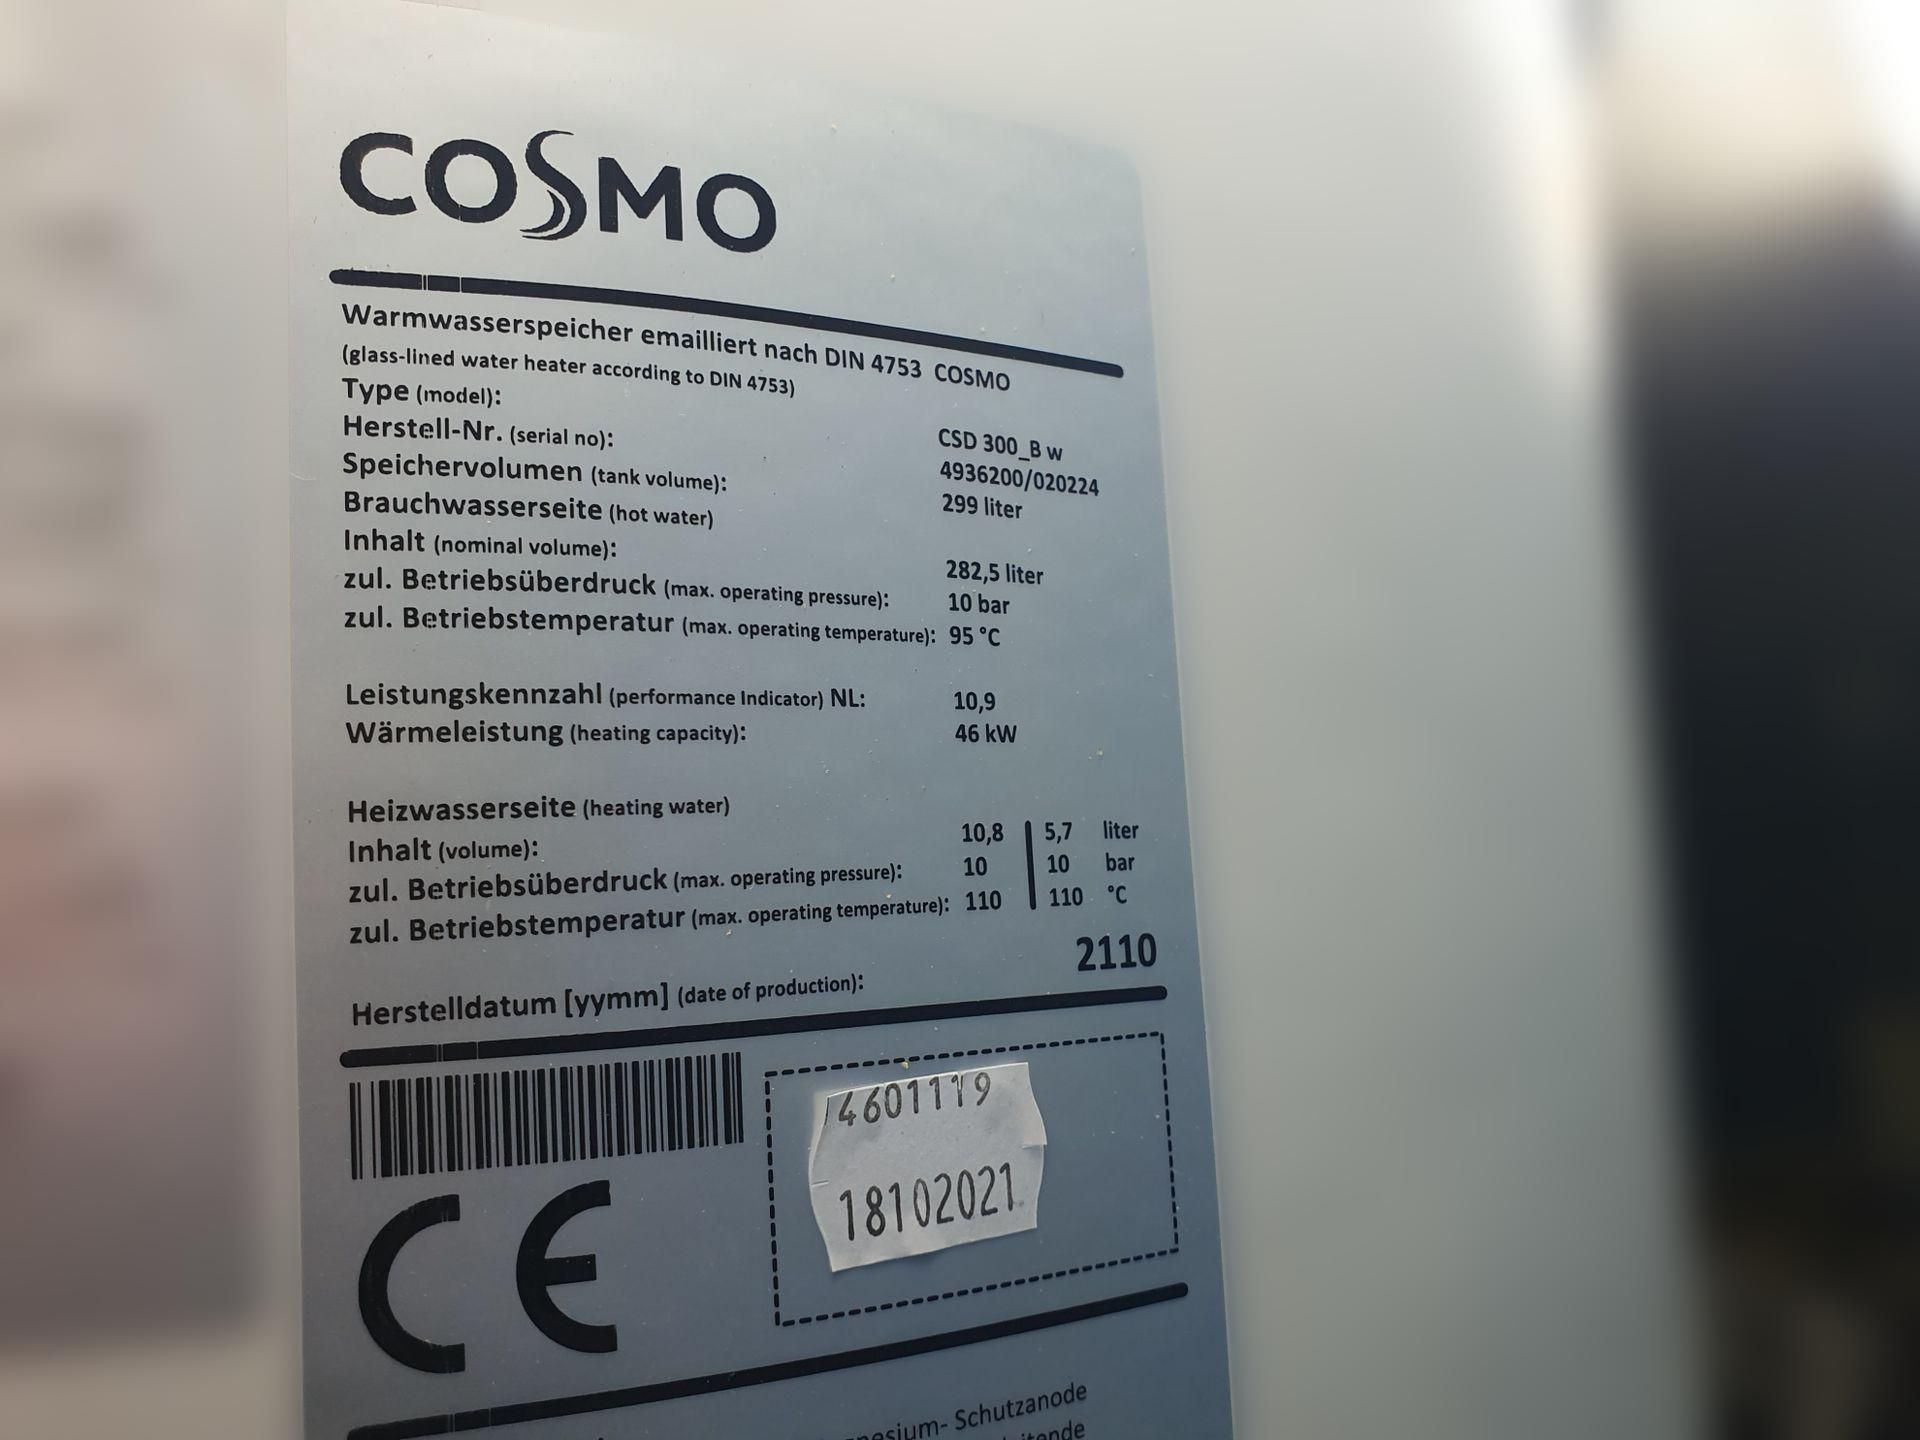 COSMO
Warmwasserspeicher emailliert nach DIN 4753 COSMO
(glass-lined water heater according to DIN 4753)
Type (model): CSD 300_B w
Herstell-Nr. (serial no): 4936200/020224
Speichervolumen (tank volume): 299 liter
Brauchwasserseite (hot water)
Inhalt (nominal volume): 282,5 liter
zul. Betriebsüberdruck (max. operating pressure): 10 bar
zul. Betriebstemperatur (max. operating temperature): 95 °C
Leistungskennzahl (performance Indicator) NL: 10,9
Wärmeleistung (heating capacity): 46 kW
Heizwasserseite (heating water)
Inhalt (volume): 10,8 | 5,7 liter
zul. Betriebsüberdruck (max. operating pressure): 10 | 10 bar
zul. Betriebstemperatur (max. operating temperature): 110 | 110 °C
Herstelldatum [yymm] (date of production): 2110
4601119
18102021
CE
Schutzanode